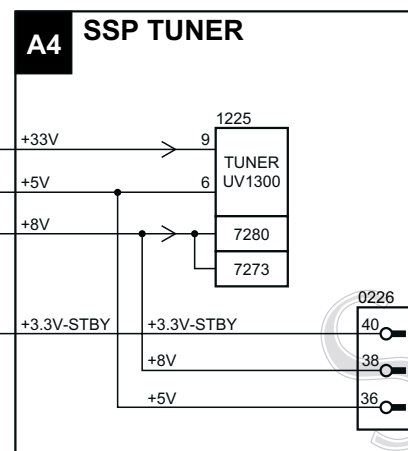 A4 SSP TUNER
1225
+33V 9
TUNER
UV1300
+5V 6
+8V 7280
7273
0226
+3.3V-STBY +3.3V-STBY 40
+8V 38
+5V 36